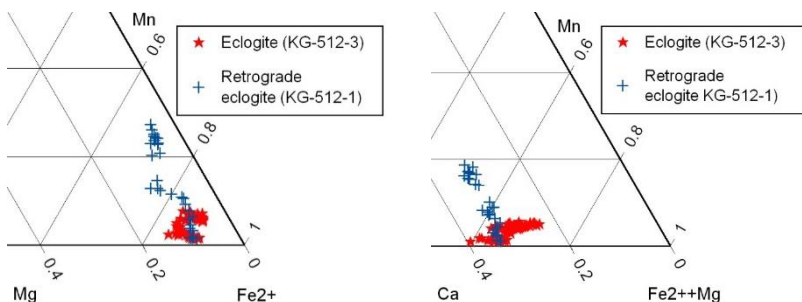 Mn
0.6
Eclogite (KG-512-3)
Retrograde
eclogite (KG-512-1)
0.8
1
0.4
0.2
0
Mg
Fe2+
Mn
0.6
Eclogite (KG-512-3)
Retrograde
eclogite KG-512-1)
0.8
1
0.4
0.2
0
Ca
Fe2++Mg